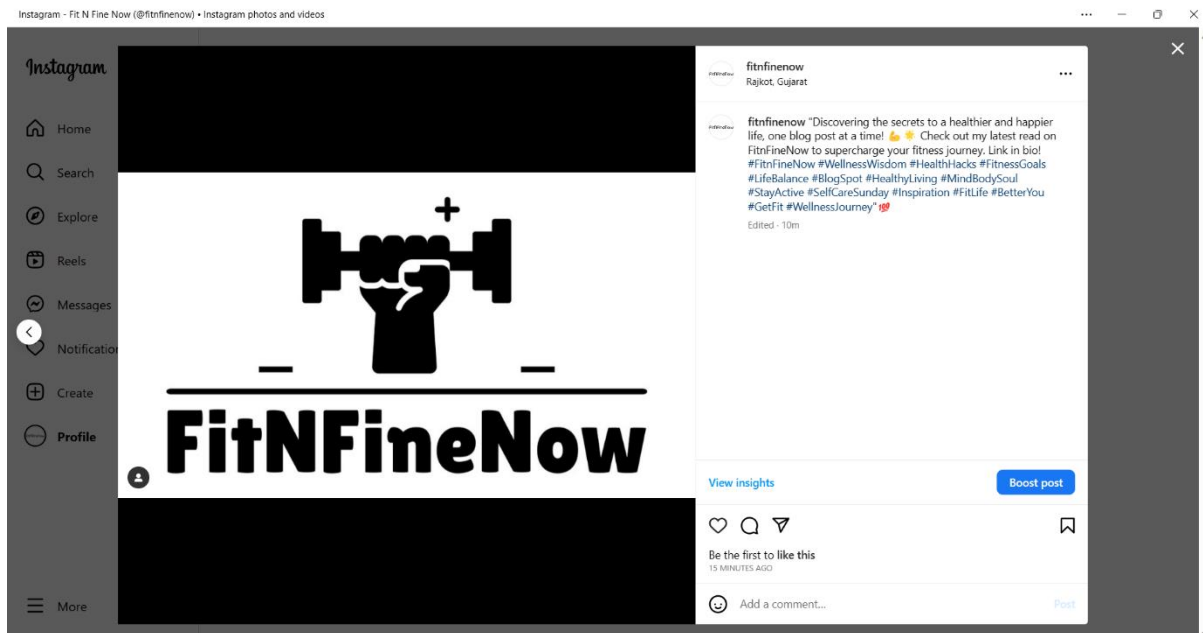 Instagram - Fit N Fine Now (@fitnfinenow) • Instagram photos and videos
Instagram
Home
Search
Explore
Reels
Messages
Notification
Create
Profile
More
FitNFineNow
fitnfinenow
Rajkot, Gujarat
fitnfinenow "Discovering the secrets to a healthier and happier
life, one blog post at a time! 💪 🌟 Check out my latest read on
FitnFineNow to supercharge your fitness journey. Link in bio!
#FitnFineNow #WellnessWisdom #HealthHacks #FitnessGoals
#LifeBalance #BlogSpot #HealthyLiving #MindBodySoul
#StayActive #SelfCareSunday #Inspiration #FitLife #BetterYou
#GetFit #WellnessJourney"💯
Edited · 10m
View insights
Boost post
Be the first to like this
15 MINUTES AGO
Add a comment...
Post